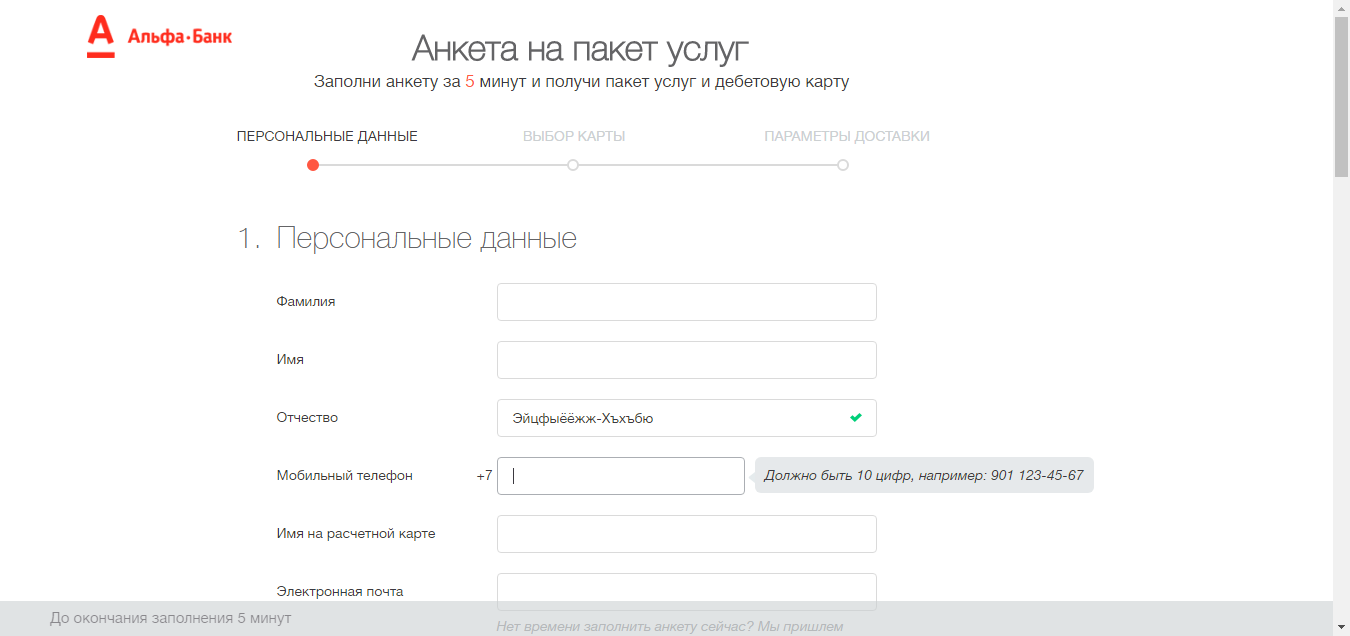 Альфа·Банк
Анкета на пакет услуг
Заполни анкету за 5 минут и получи пакет услуг и дебетовую карту
ПЕРСОНАЛЬНЫЕ ДАННЫЕ ВЫБОР КАРТЫ ПАРАМЕТРЫ ДОСТАВКИ
1. Персональные данные
Фамилия
Имя
Отчество Эйцфыёёжж-Хъхъбю
Мобильный телефон +7 Должно быть 10 цифр, например: 901 123-45-67
Имя на расчетной карте
Электронная почта
До окончания заполнения 5 минут
Нет времени заполнить анкету сейчас? Мы пришлем